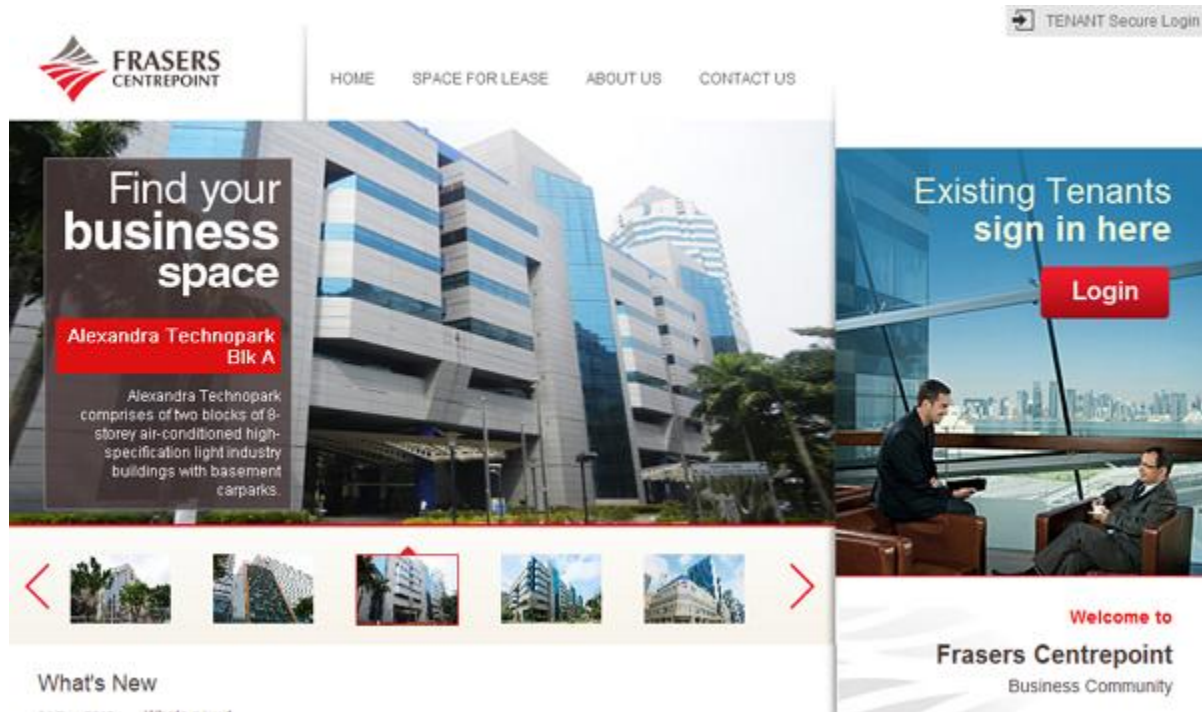 TENANT Secure Login
FRASERS
CENTREPOINT
HOME SPACE FOR LEASE ABOUT US CONTACT US
Find your
business
space
Alexandra Technopark
Blk A
Alexandra Technopark
comprises of two blocks of 8-
storey air-conditioned high-
specification light industry
buildings with basement
carparks.
Existing Tenants
sign in here
Login
Welcome to
Frasers Centrepoint
Business Community
What's New